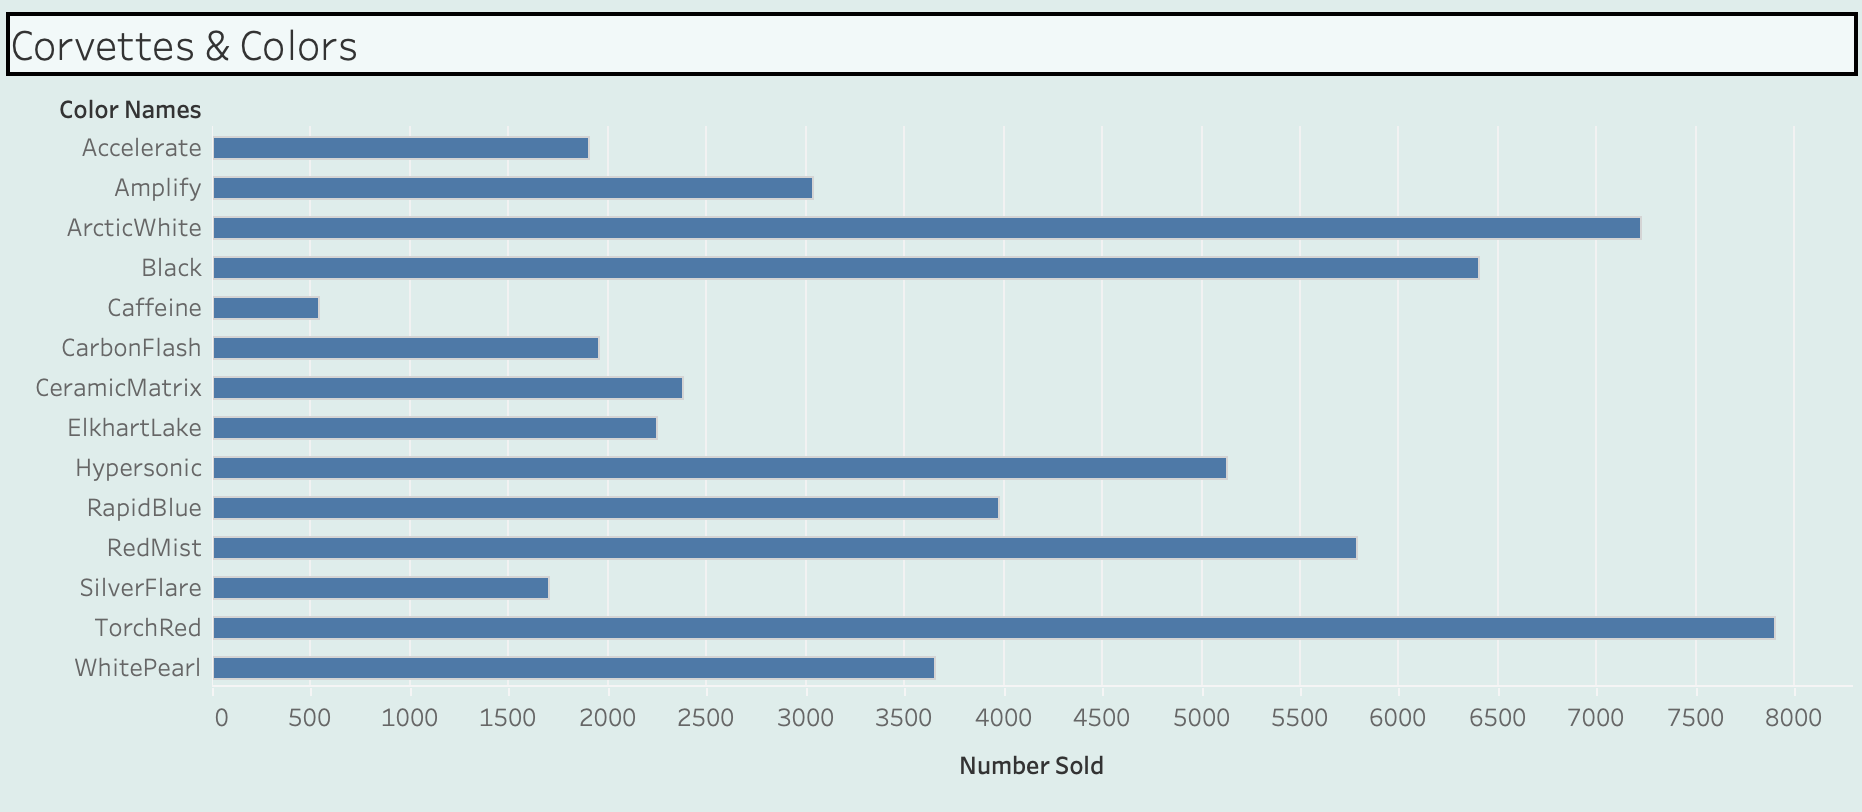 Corvettes & Colors
Color Names
Accelerate
Amplify
ArcticWhite
Black
Caffeine
CarbonFlash
CeramicMatrix
ElkhartLake
Hypersonic
RapidBlue
RedMist
SilverFlare
TorchRed
WhitePearl
0 500 1000 1500 2000 2500 3000 3500 4000 4500 5000 5500 6000 6500 7000 7500 8000
Number Sold